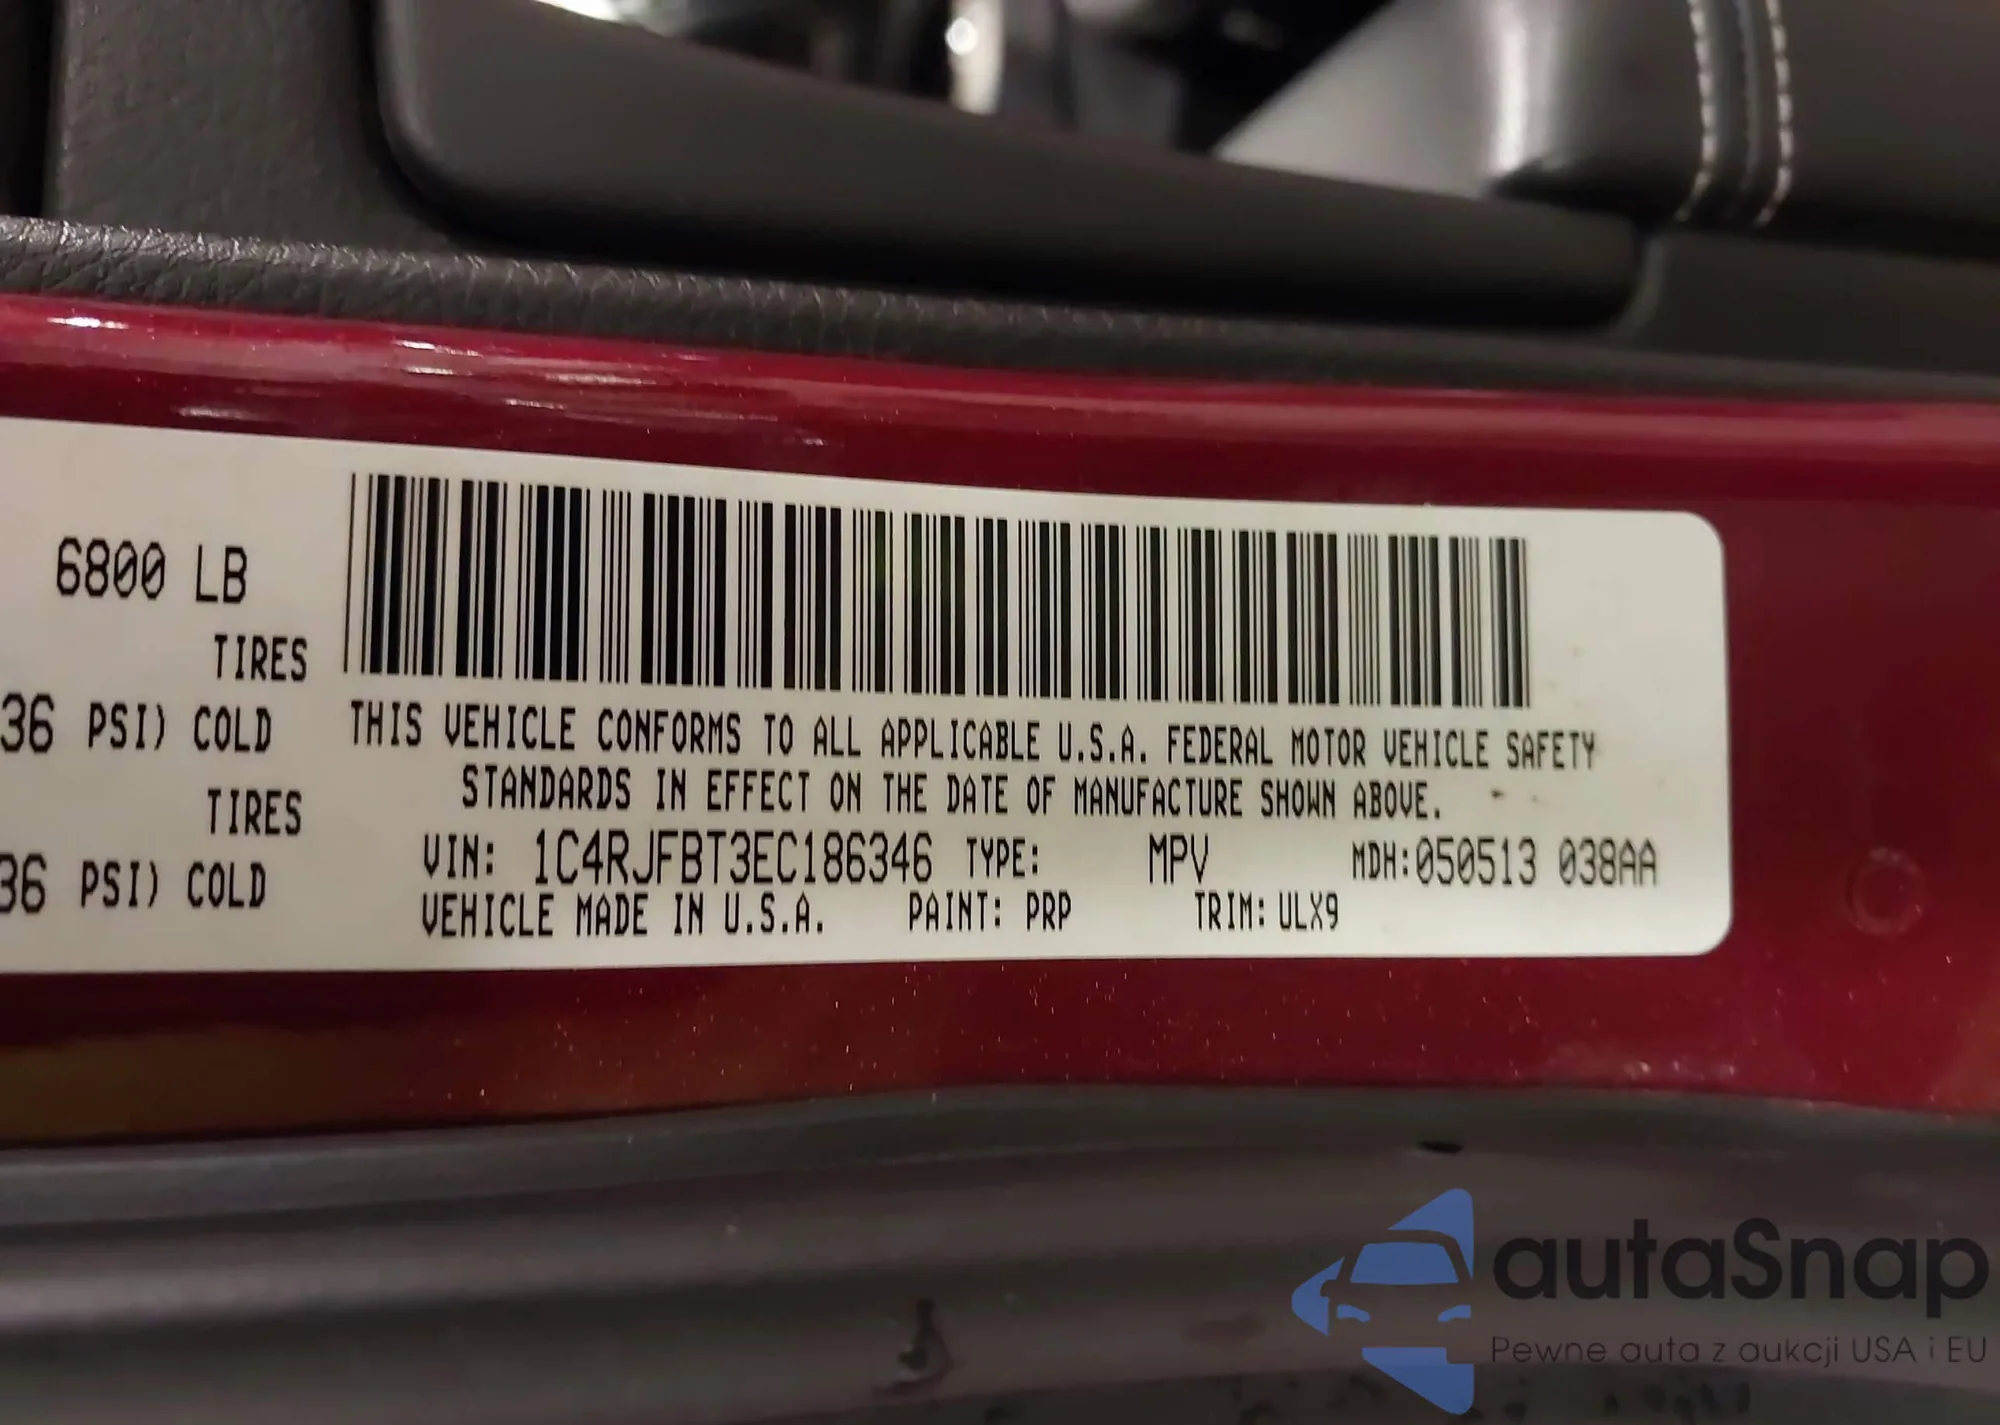 6800 LB
TIRES
36 PSI) COLD
TIRES
36 PSI) COLD
THIS VEHICLE CONFORMS TO ALL APPLICABLE U.S.A. FEDERAL MOTOR VEHICLE SAFETY
STANDARDS IN EFFECT ON THE DATE OF MANUFACTURE SHOWN ABOVE.
VIN: 1C4RJFBT3EC186346 TYPE: MPV MDH:050513 038AA
VEHICLE MADE IN U.S.A. PAINT: PRP TRIM: ULX9
autaSnap
Pewne auta z aukcji USA i EU